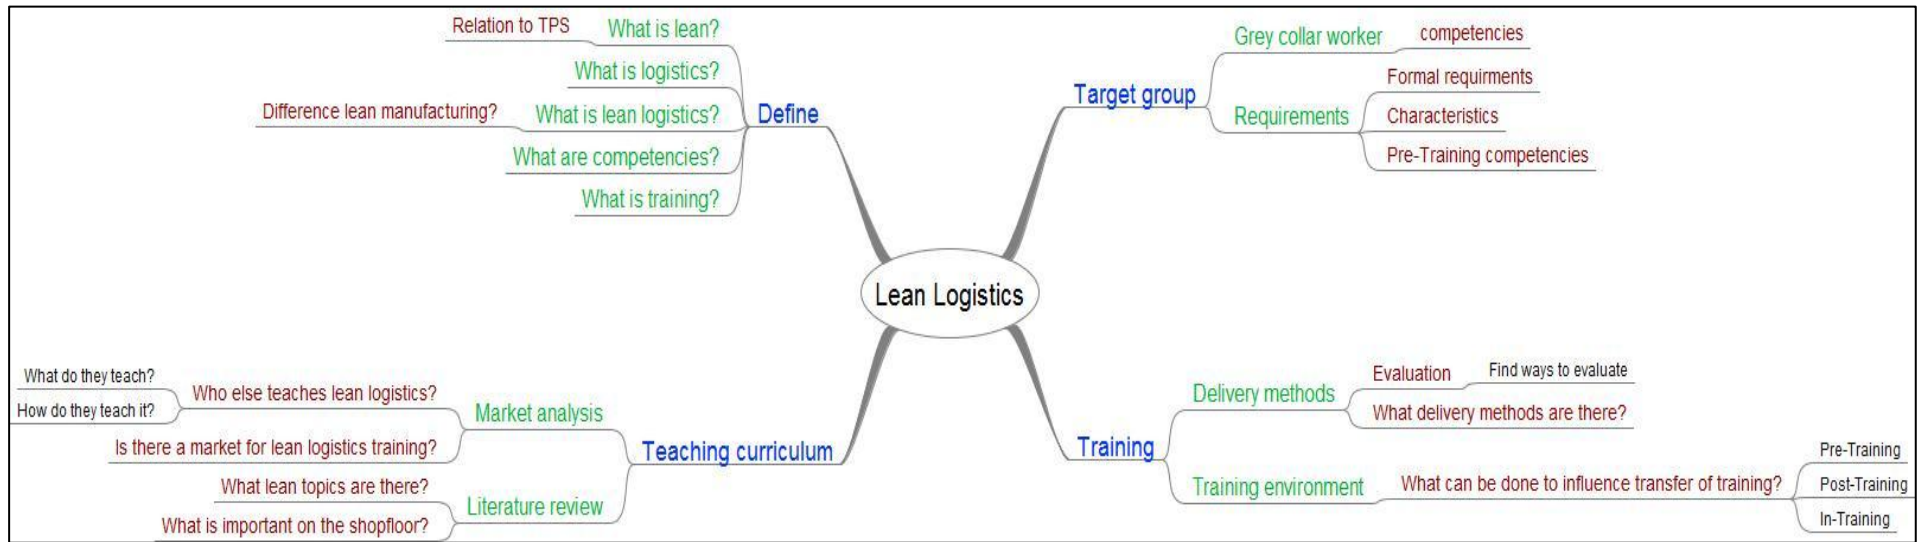 Lean Logistics
Define
What is lean?
Relation to TPS
What is logistics?
What is lean logistics?
Difference lean manufacturing?
What are competencies?
What is training?
Target group
Grey collar worker
competencies
Requirements
Formal requirments
Characteristics
Pre-Training competencies
Teaching curriculum
Market analysis
Who else teaches lean logistics?
What do they teach?
How do they teach it?
Is there a market for lean logistics training?
Literature review
What lean topics are there?
What is important on the shopfloor?
Training
Delivery methods
Evaluation
Find ways to evaluate
What delivery methods are there?
Training environment
What can be done to influence transfer of training?
Pre-Training
Post-Training
In-Training